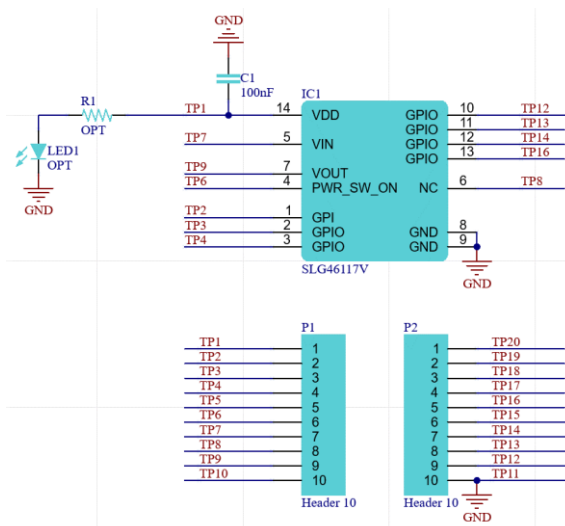 GND
C1
100nF
R1
OPT
LED1
OPT
GND
IC1
TP1 14 VDD GPIO 10 TP12
GPIO 11 TP13
TP7 5 VIN GPIO 12 TP14
GPIO 13 TP16
TP9 7 VOUT
TP6 4 PWR_SW_ON NC 6 TP8
TP2 1 GPI
TP3 2 GPIO GND 8
TP4 3 GPIO GND 9
SLG46117V
GND
P1 P2
TP1 1 1 TP20
TP2 2 2 TP19
TP3 3 3 TP18
TP4 4 4 TP17
TP5 5 5 TP16
TP6 6 6 TP15
TP7 7 7 TP14
TP8 8 8 TP13
TP9 9 9 TP12
TP10 10 10 TP11
Header 10 Header 10
GND